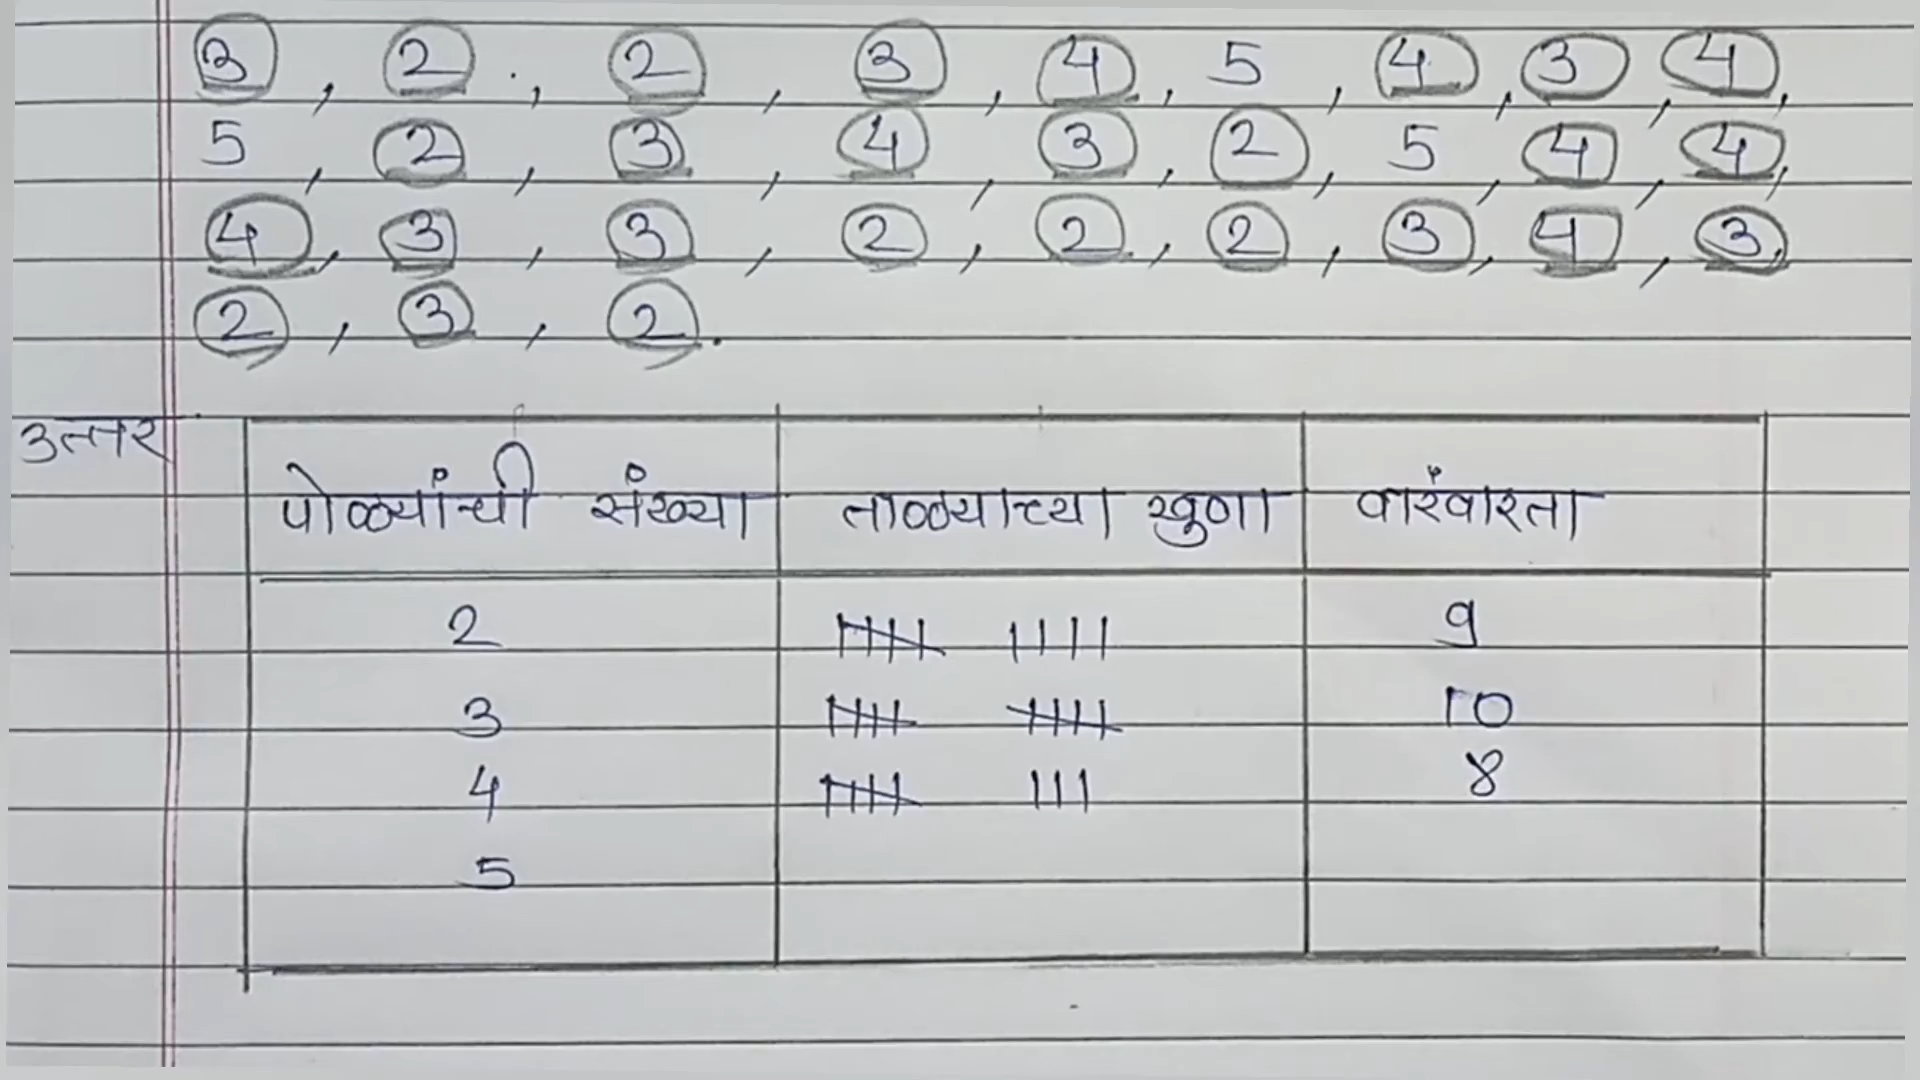 3, 2, 2, 3, 4, 5, 4, 3, 4,
5, 2, 3, 4, 3, 2, 5, 4, 4,
4, 3, 3, 2, 2, 2, 3, 4, 3,
2, 3, 2.
उत्तर
पोळ्यांची संख्या ताळ्याच्या खुणा वारंवारता
2 𝍸 |||| 9
3 𝍸 𝍸 10
4 𝍸 ||| 8
5